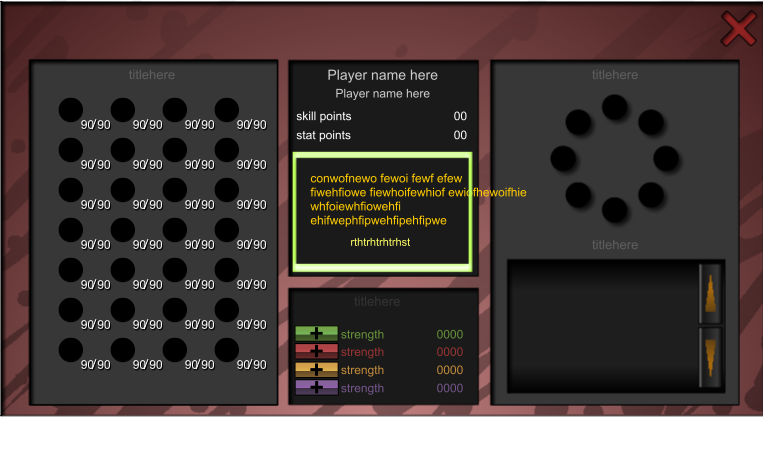 titlehere
90/90 90/90 90/90 90/90
90/90 90/90 90/90 90/90
90/90 90/90 90/90 90/90
90/90 90/90 90/90 90/90
90/90 90/90 90/90 90/90
90/90 90/90 90/90 90/90
90/90 90/90 90/90 90/90
Player name here
Player name here
skill points 00
stat points 00
conwofnewo fewoi fewf efew
fiwehfiowe fiewhoifewhiof ewiofhewoifhie
whfoiewhfiowehfi
ehifwephfipwehfipehfipwe
rthtrhtrhtrhst
titlehere
strength 0000
strength 0000
strength 0000
strength 0000
titlehere
titlehere